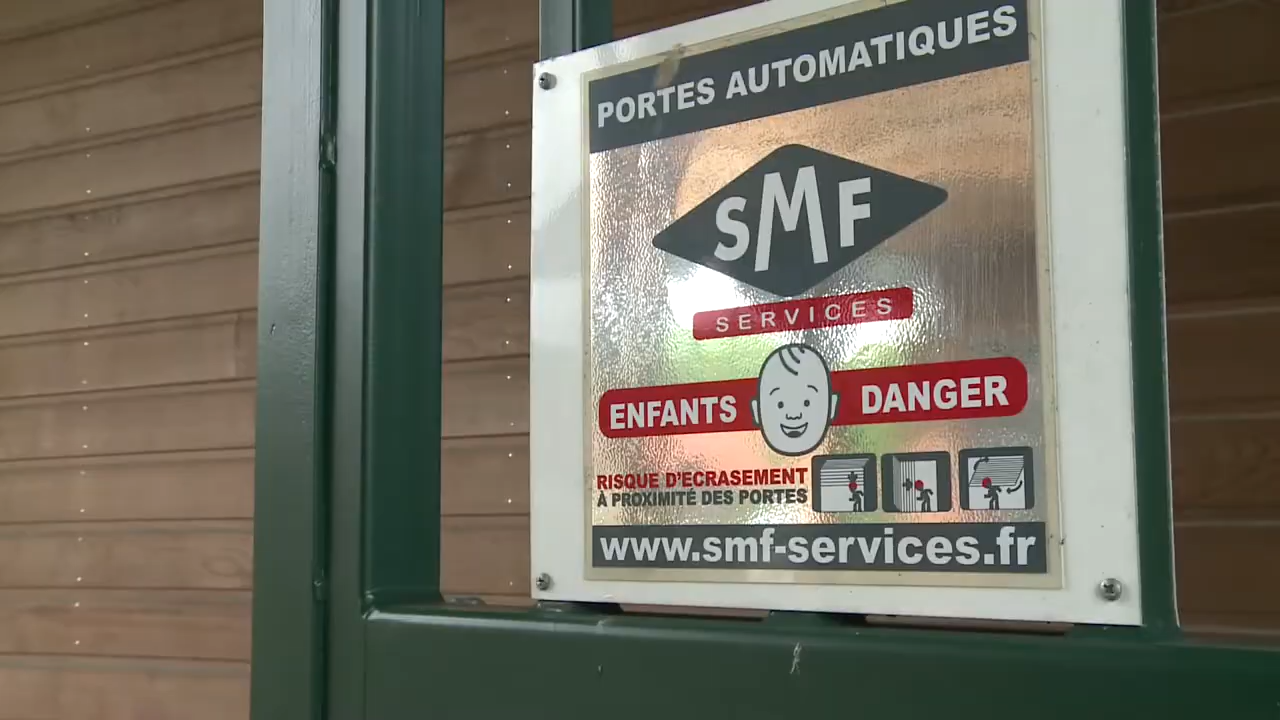 PORTES AUTOMATIQUES
SMF
SERVICES
ENFANTS DANGER
RISQUE D'ECRASEMENT
À PROXIMITÉ DES PORTES
www.smf-services.fr